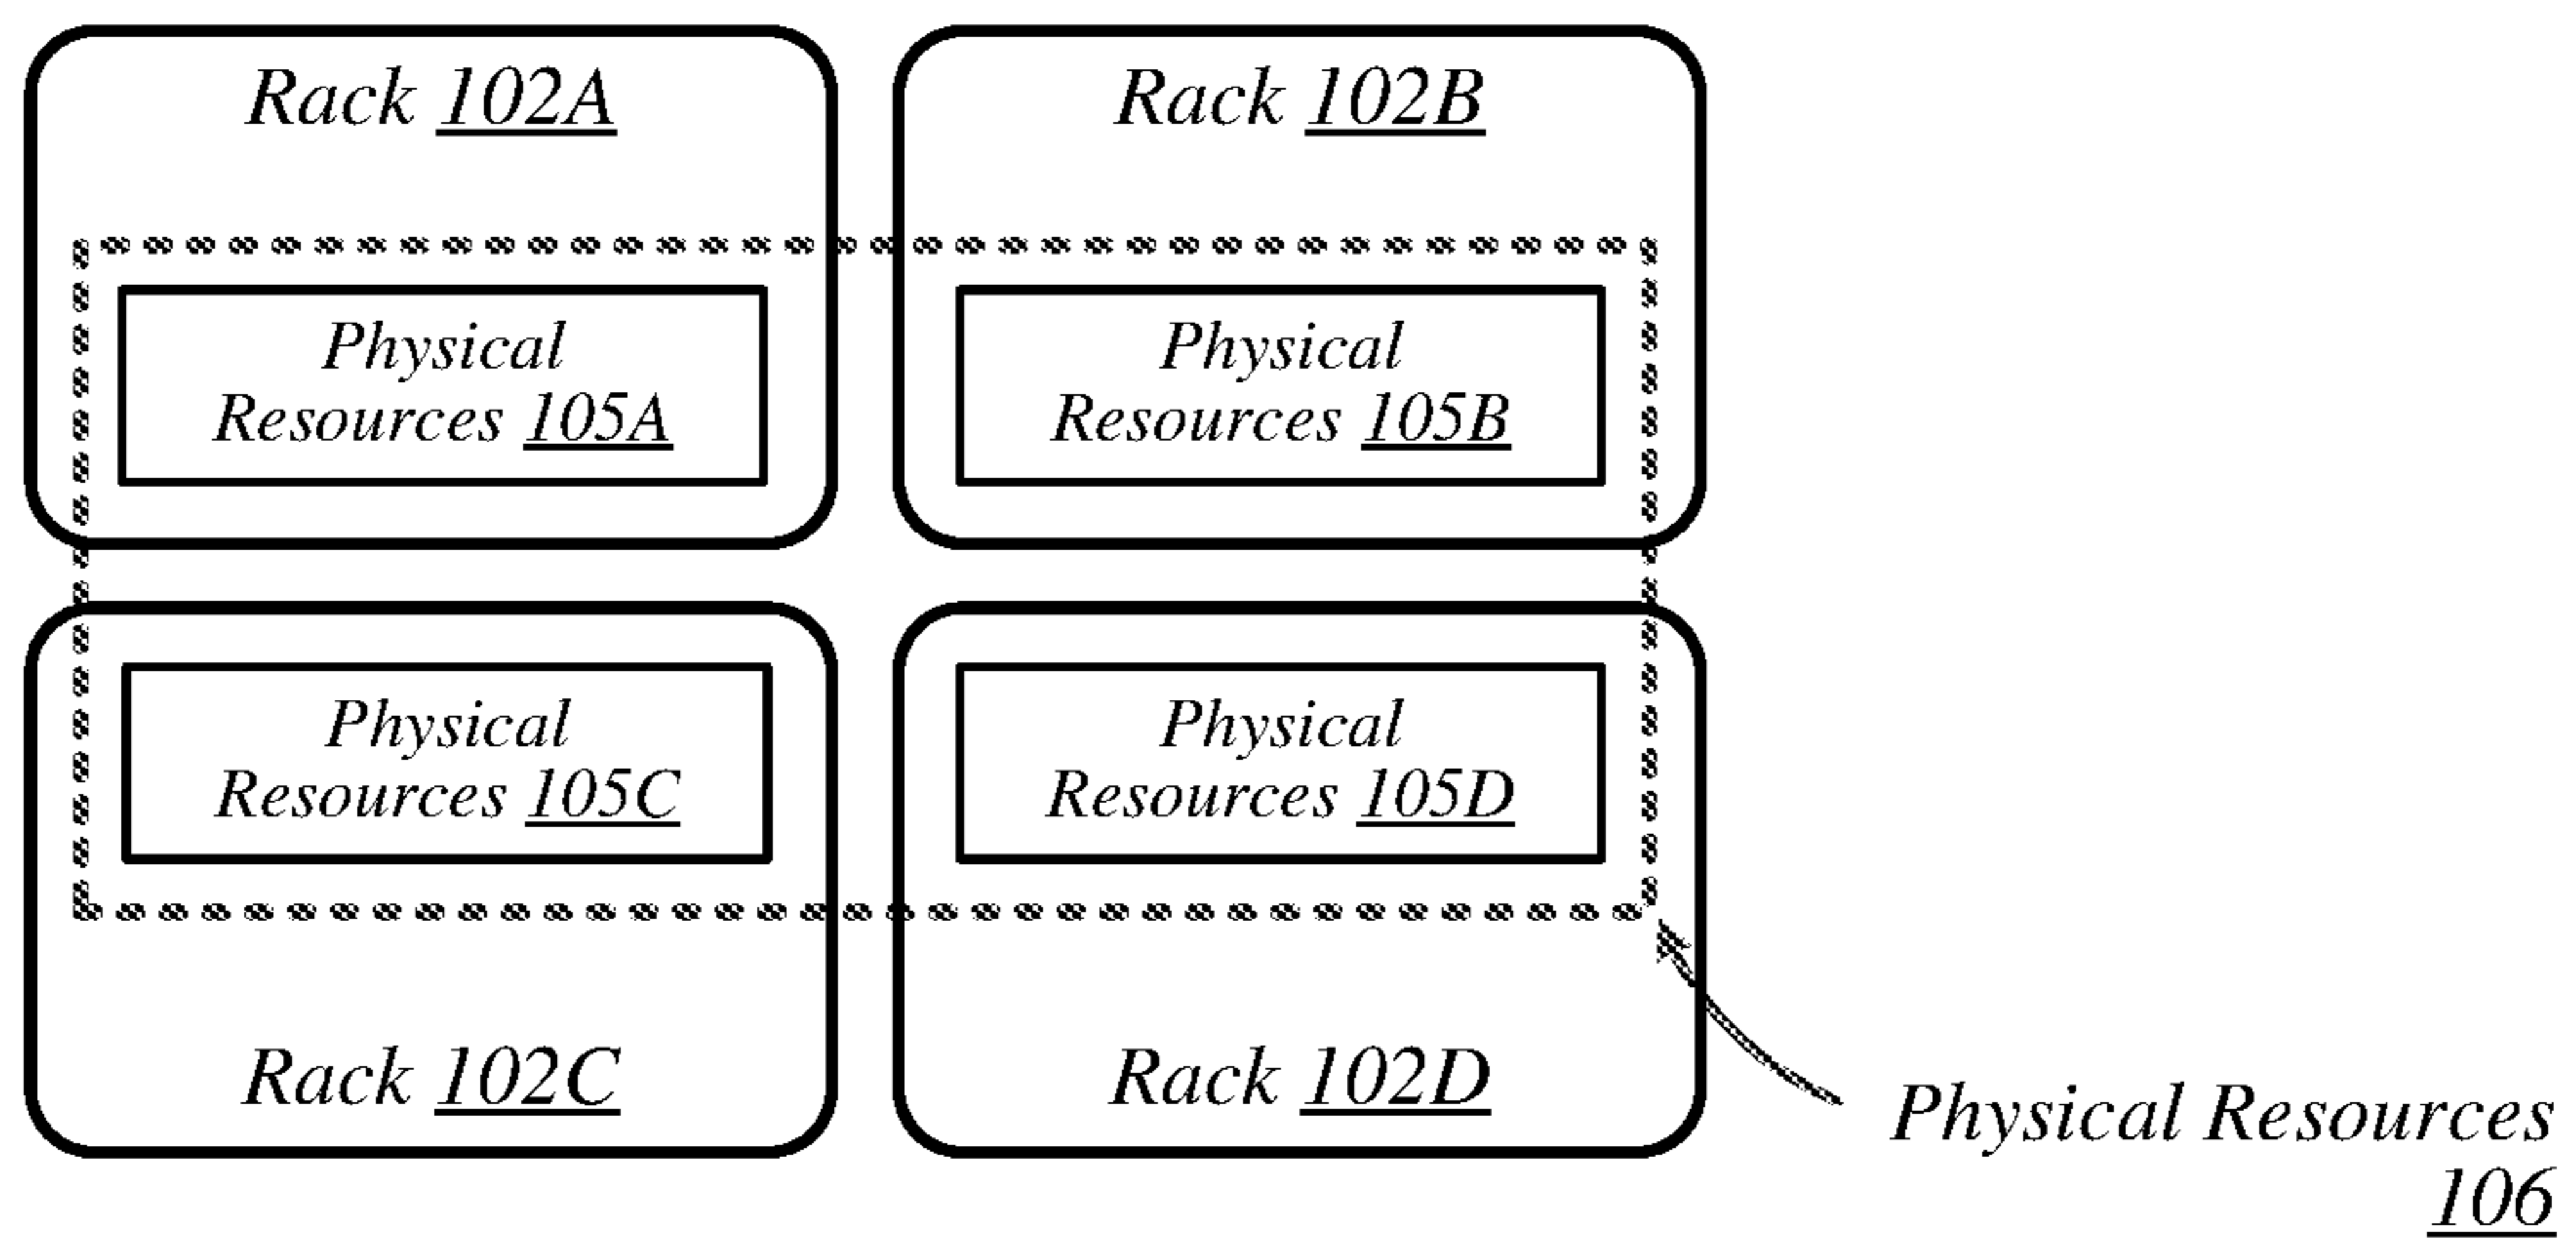 Rack 102A
Rack 102B
Physical
Resources 105A
Physical
Resources 105B
Physical
Resources 105C
Physical
Resources 105D
Rack 102C
Rack 102D
Physical Resources
106